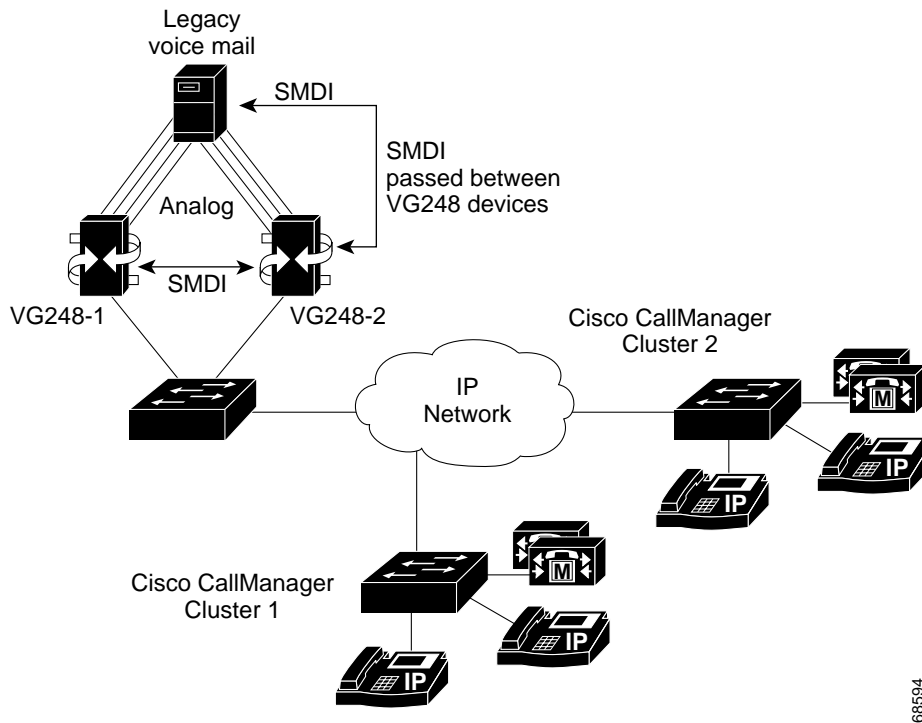 Legacy
voice mail
SMDI
SMDI
passed between
VG248 devices
Analog
SMDI
VG248-1
VG248-2
Cisco CallManager
Cluster 2
IP
Network
M
IP
IP
Cisco CallManager
Cluster 1
M
IP
IP
68594